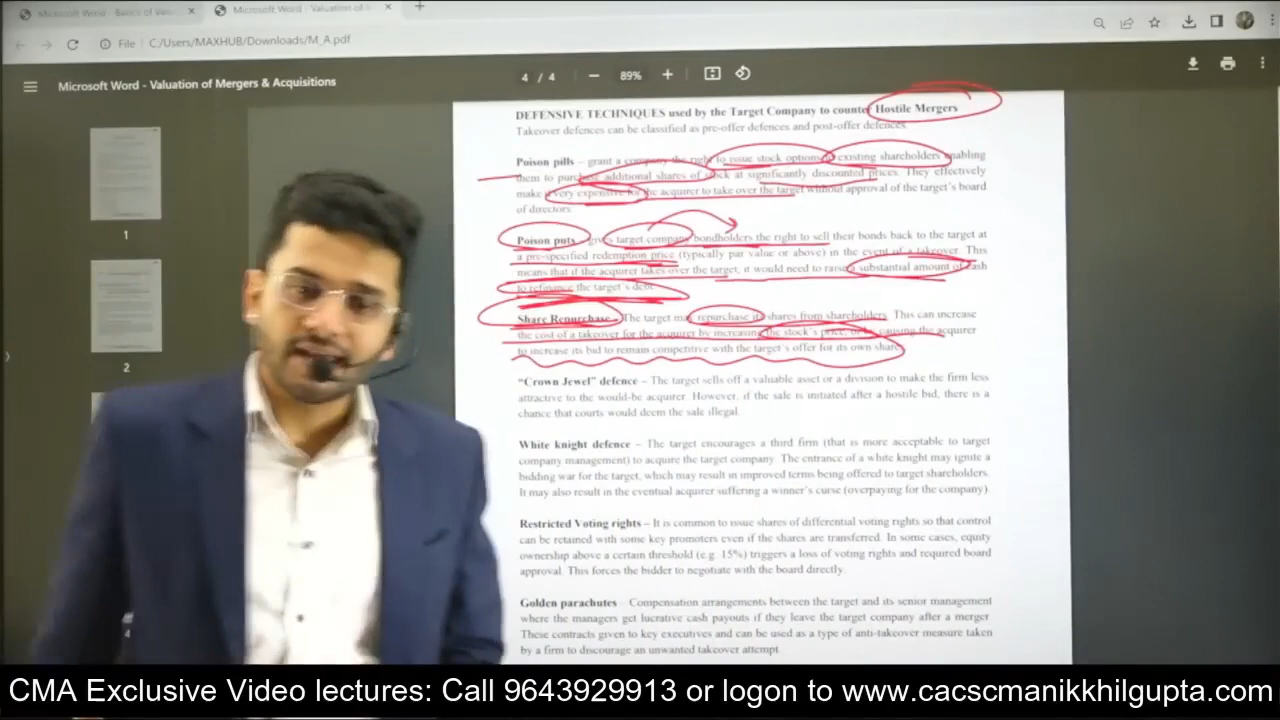 Microsoft Word - Basics of
Microsoft Word - Valuation of
File C:/Users/MAXHUB/Downloads/M_A.pdf
Microsoft Word - Valuation of Mergers & Acquisitions
4 / 4
89%
1
2
4
DEFENSIVE TECHNIQUES used by the Target Company to counter Hostile Mergers
Takeover defences can be classified as pre-offer defences and post-offer defences.
Poison pills – grant a company the right to issue stock options to existing shareholders enabling
them to purchase additional shares of stock at significantly discounted prices. They effectively
make it very expensive for the acquirer to take over the target without approval of the target's board
of directors.
Poison puts – gives target company bondholders the right to sell their bonds back to the target at
a pre-specified redemption price (typically par value or above) in the event of a takeover. This
means that if the acquirer takes over the target, it would need to raise a substantial amount of cash
to refinance the target's debt.
Share Repurchase – The target may repurchase its shares from shareholders. This can increase
the cost of a takeover for the acquirer by increasing the stock's price, or by causing the acquirer
to increase its bid to remain competitive with the target's offer for its own share
“Crown Jewel” defence – The target sells off a valuable asset or a division to make the firm less
attractive to the would-be acquirer. However, if the sale is initiated after a hostile bid, there is a
chance that courts would deem the sale illegal.
White knight defence – The target encourages a third firm (that is more acceptable to target
company management) to acquire the target company. The entrance of a white knight may ignite a
bidding war for the target, which may result in improved terms being offered to target shareholders.
It may also result in the eventual acquirer suffering a winner's curse (overpaying for the company).
Restricted Voting rights – It is common to issue shares of differential voting rights so that control
can be retained with some key promoters even if the shares are transferred. In some cases, equity
ownership above a certain threshold (e.g. 15%) triggers a loss of voting rights and required board
approval. This forces the bidder to negotiate with the board directly.
Golden parachutes – Compensation arrangements between the target and its senior management
where the managers get lucrative cash payouts if they leave the target company after a merger.
These contracts given to key executives and can be used as a type of anti-takeover measure taken
by a firm to discourage an unwanted takeover attempt.
CMA Exclusive Video lectures: Call 9643929913 or logon to www.cacscmanikkhilgupta.com